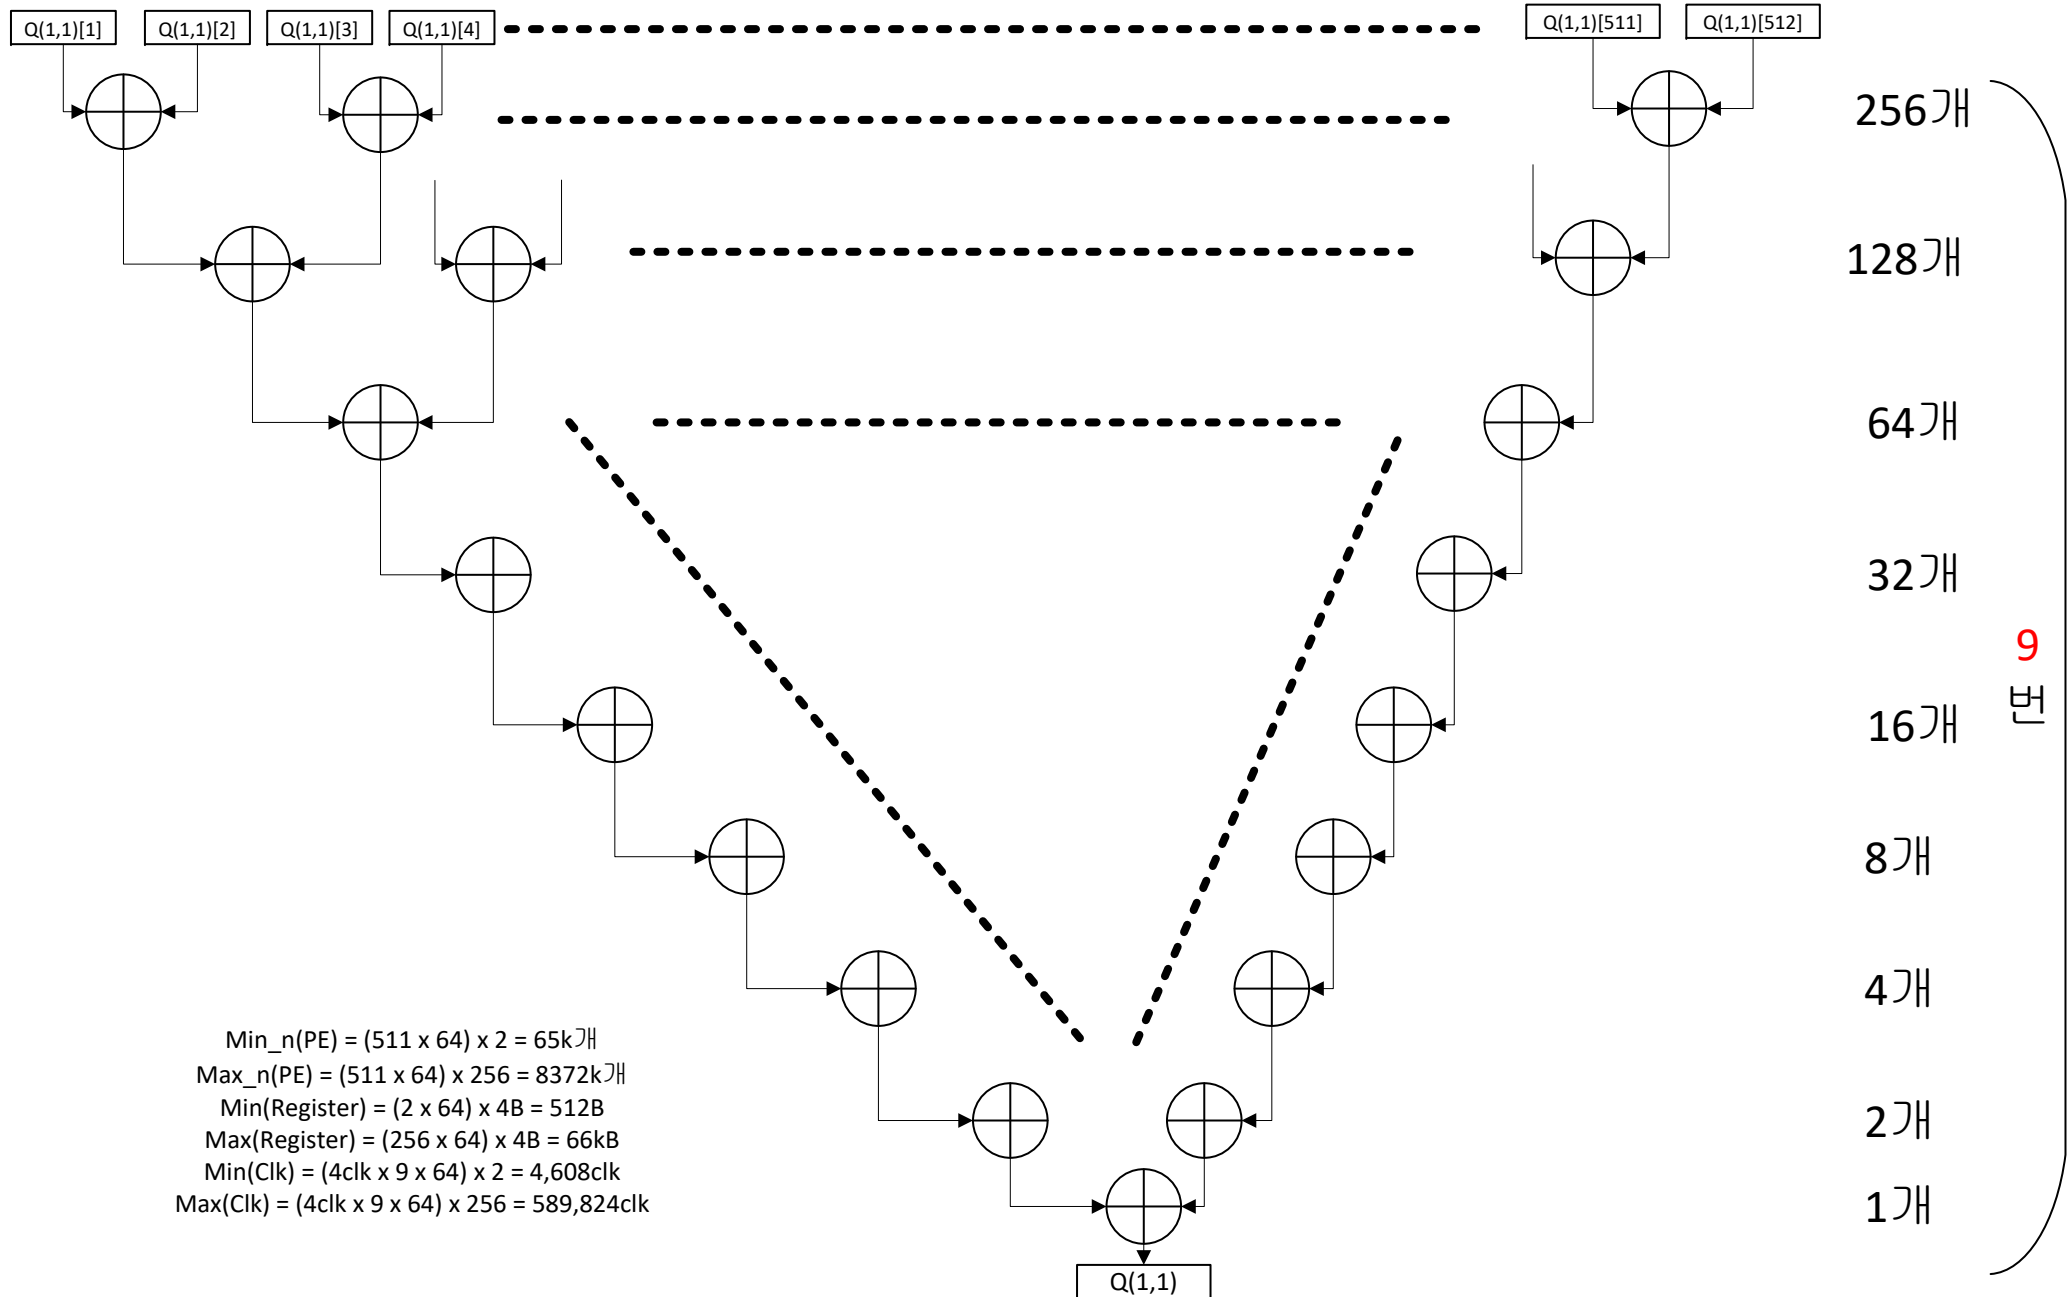 Q(1,1)[1] Q(1,1)[2] Q(1,1)[3] Q(1,1)[4] Q(1,1)[511] Q(1,1)[512]
256개
128개
64개
32개
9
번
16개
8개
4개
2개
1개
Min_n(PE) = (511 x 64) x 2 = 65k개
Max_n(PE) = (511 x 64) x 256 = 8372k개
Min(Register) = (2 x 64) x 4B = 512B
Max(Register) = (256 x 64) x 4B = 66kB
Min(Clk) = (4clk x 9 x 64) x 2 = 4,608clk
Max(Clk) = (4clk x 9 x 64) x 256 = 589,824clk
Q(1,1)